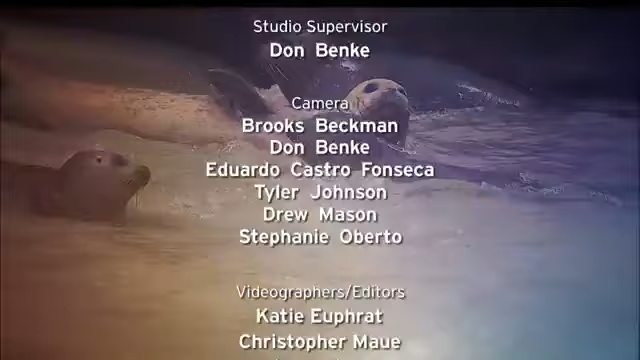 Studio Supervisor
Don Benke
Camera
Brooks Beckman
Don Benke
Eduardo Castro Fonseca
Tyler Johnson
Drew Mason
Stephanie Oberto
Videographers/Editors
Katie Euphrat
Christopher Maue